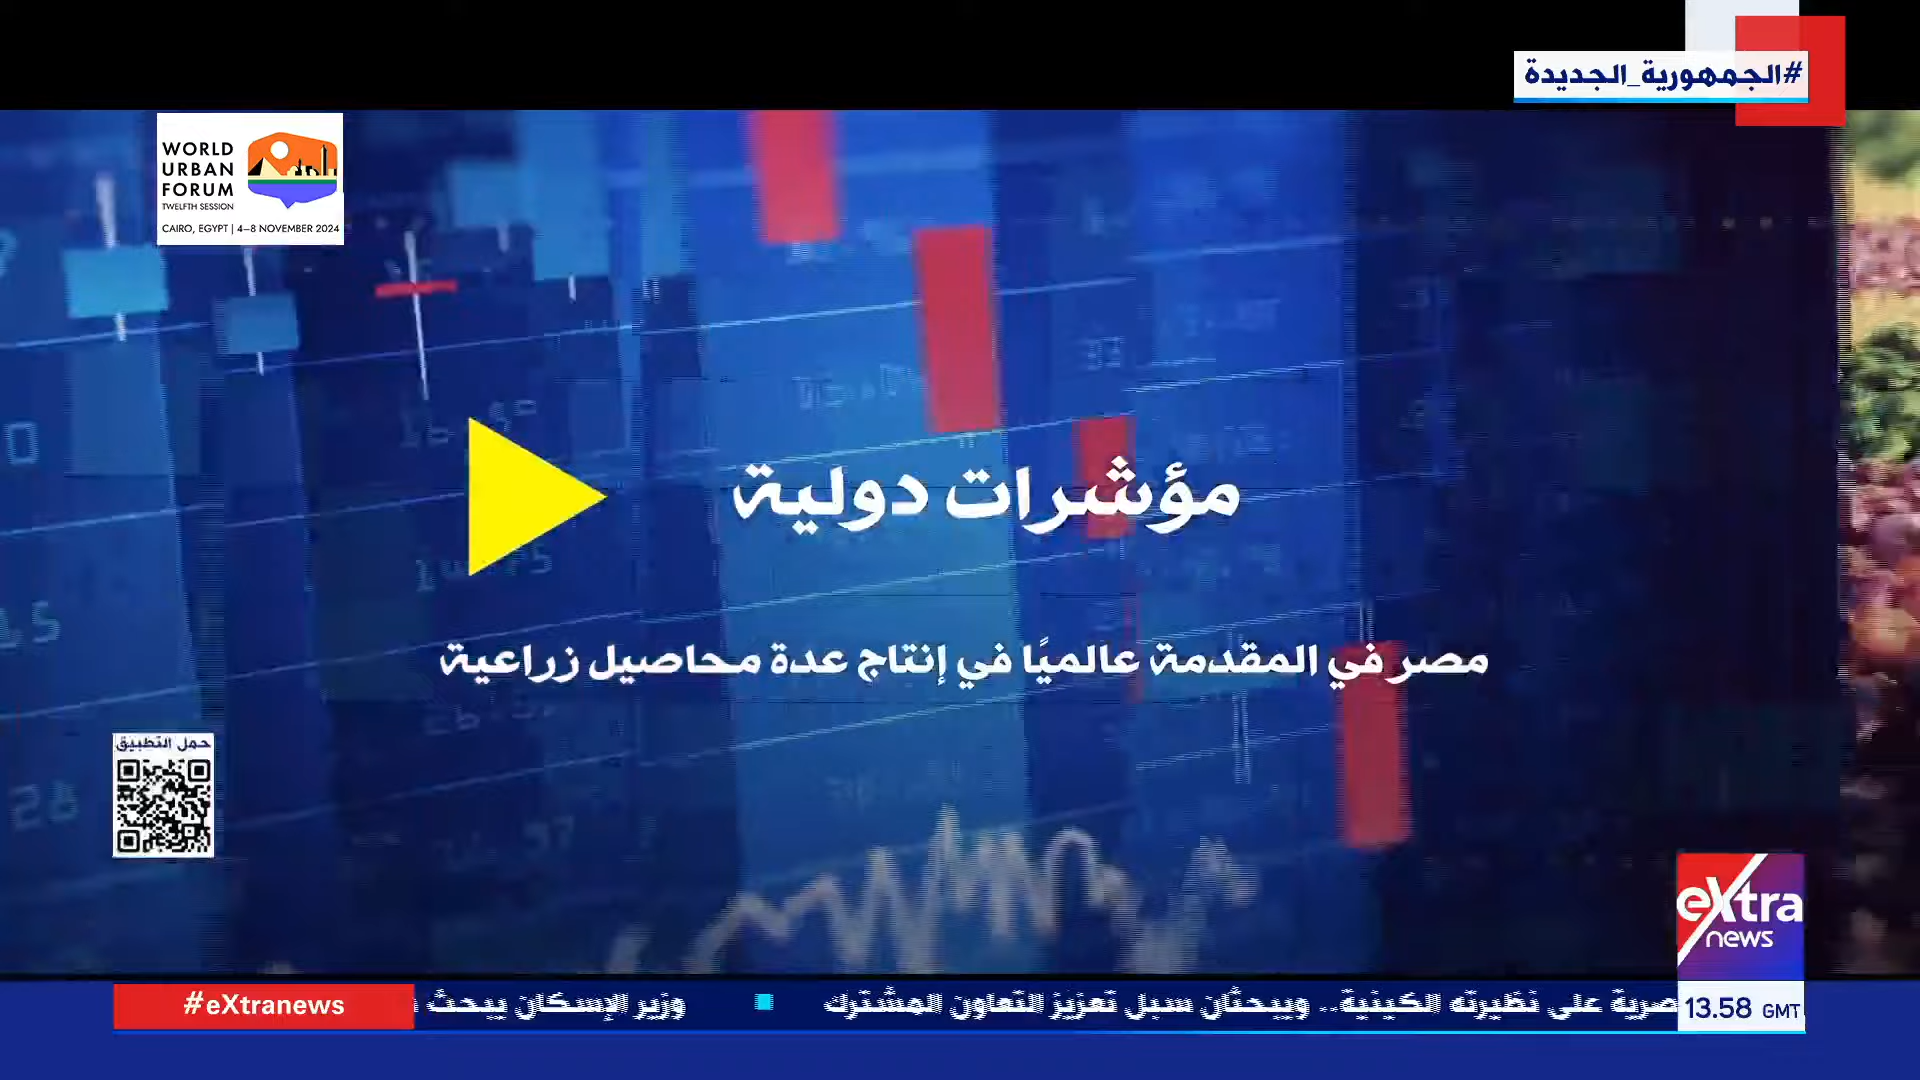 #الجمهورية_الجديدة
WORLD
URBAN
FORUM
TWELFTH SESSION
CAIRO, EGYPT | 4–8 NOVEMBER 2024
مؤشرات دولية
مصر في المقدمة عالميًا في إنتاج عدة محاصيل زراعية
حمل التطبيق
extra
news
على نظيرته الكينية.. ويبحثان سبل تعزيز التعاون المشترك
وزير الإسكان يبحث
#eXtranews
13.58 GMT